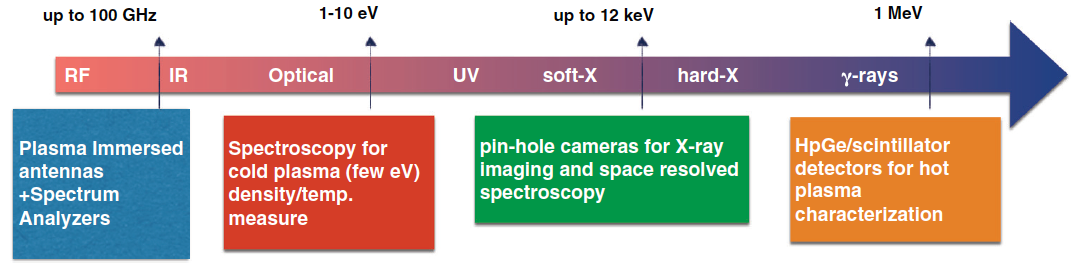 up to 100 GHz
1-10 eV
up to 12 keV
1 MeV
RF
IR
Optical
UV
soft-X
hard-X
γ-rays
Plasma Immersed
antennas
+Spectrum
Analyzers
Spectroscopy for
cold plasma (few eV)
density/temp.
measure
pin-hole cameras for X-ray
imaging and space resolved
spectroscopy
HpGe/scintillator
detectors for hot
plasma
characterization